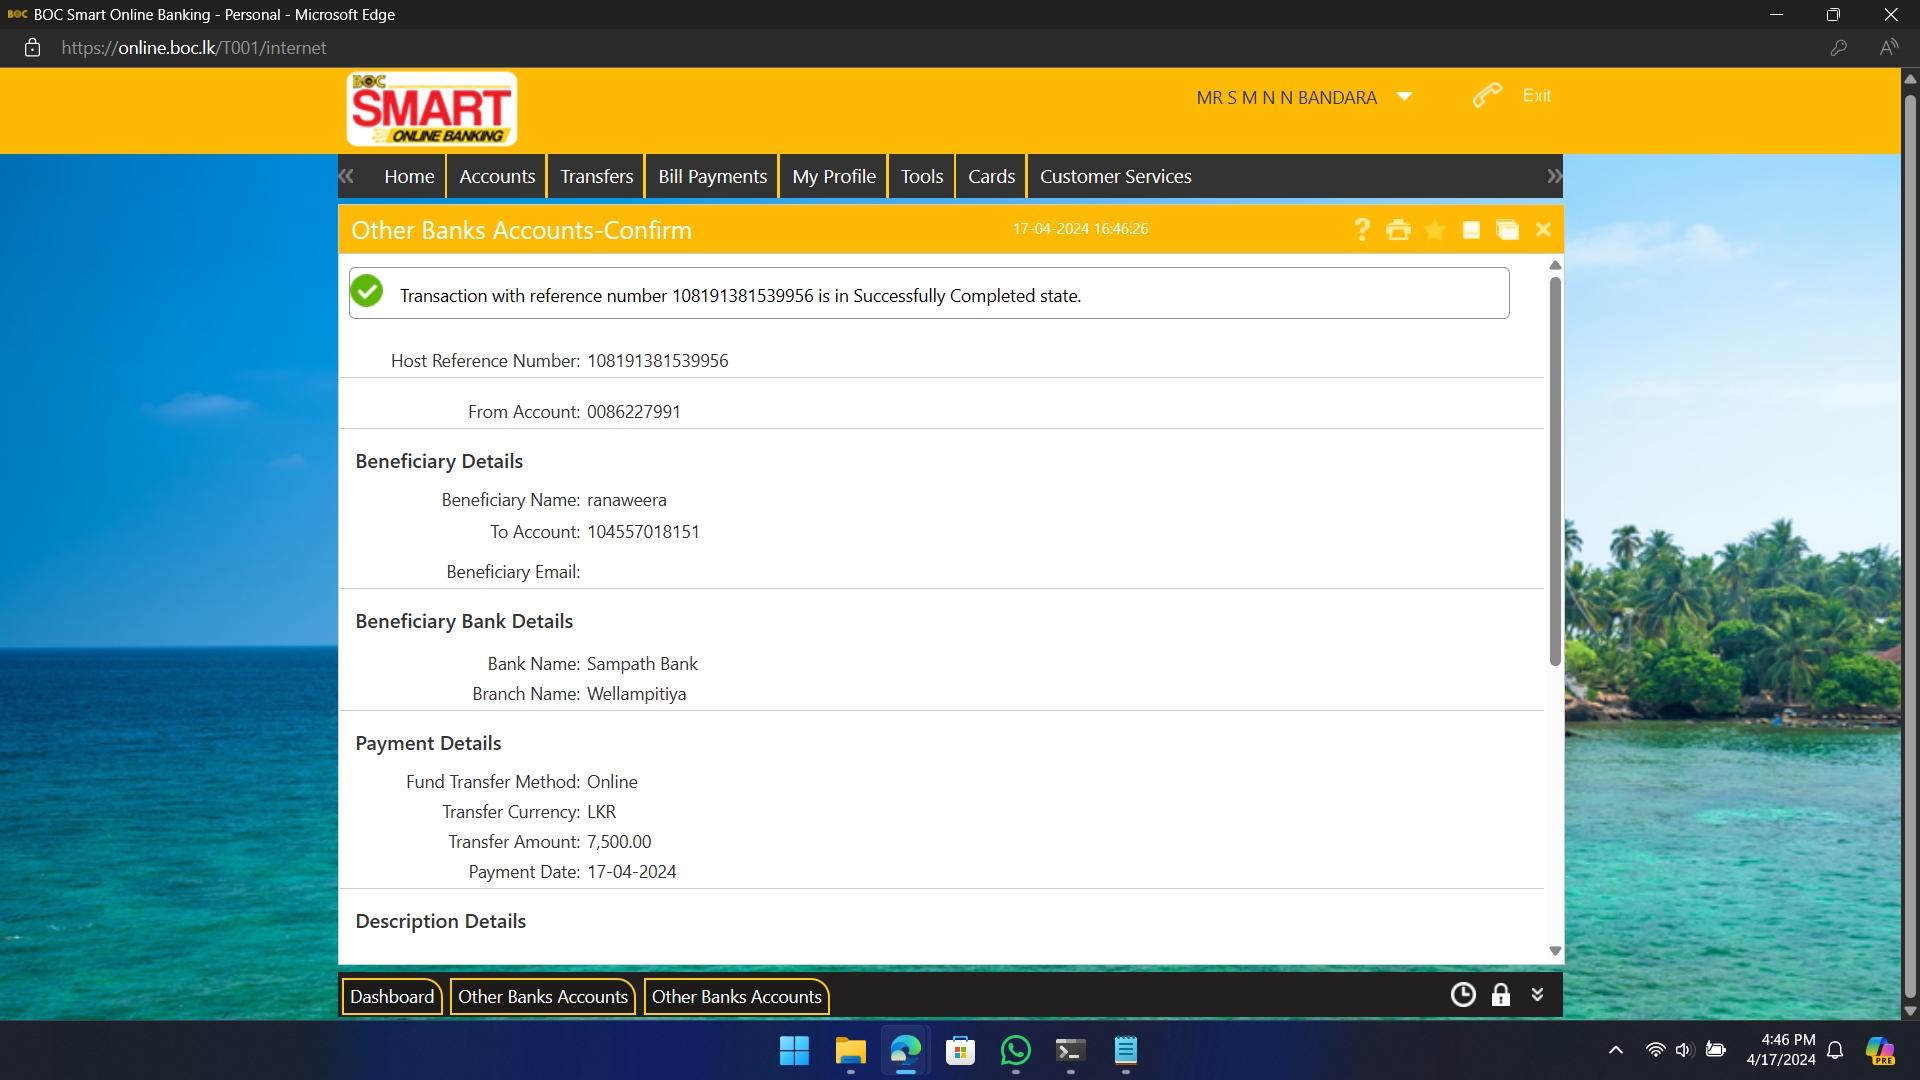 BOC Smart Online Banking - Personal - Microsoft Edge
https://online.boc.lk/T001/internet
BOC
SMART
ONLINE BANKING
MR S M N N BANDARA
Exit
Home Accounts Transfers Bill Payments My Profile Tools Cards Customer Services
Other Banks Accounts-Confirm 17-04-2024 16:46:26
Transaction with reference number 108191381539956 is in Successfully Completed state.
Host Reference Number: 108191381539956
From Account: 0086227991
Beneficiary Details
Beneficiary Name: ranaweera
To Account: 104557018151
Beneficiary Email:
Beneficiary Bank Details
Bank Name: Sampath Bank
Branch Name: Wellampitiya
Payment Details
Fund Transfer Method: Online
Transfer Currency: LKR
Transfer Amount: 7,500.00
Payment Date: 17-04-2024
Description Details
Dashboard Other Banks Accounts Other Banks Accounts
4:46 PM
4/17/2024
PRE